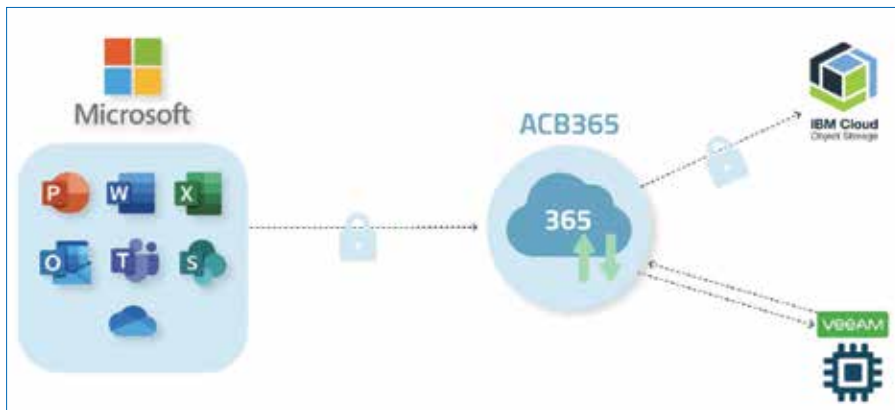 Microsoft
P
W
X
O
T
S
ACB365
365
IBM Cloud
Object Storage
veeAM